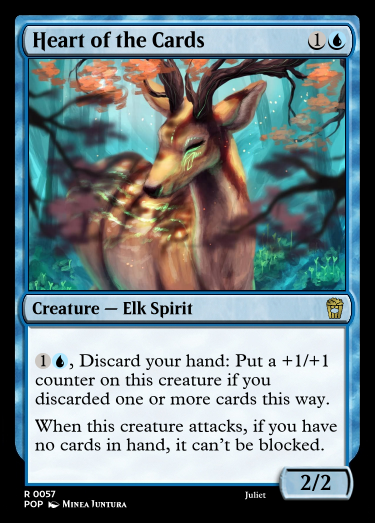 Heart of the Cards 1
Creature — Elk Spirit
1, Discard your hand: Put a +1/+1
counter on this creature if you
discarded one or more cards this way.
When this creature attacks, if you have
no cards in hand, it can't be blocked.
2/2
R 0057
POP Minea Juntura
Juliet